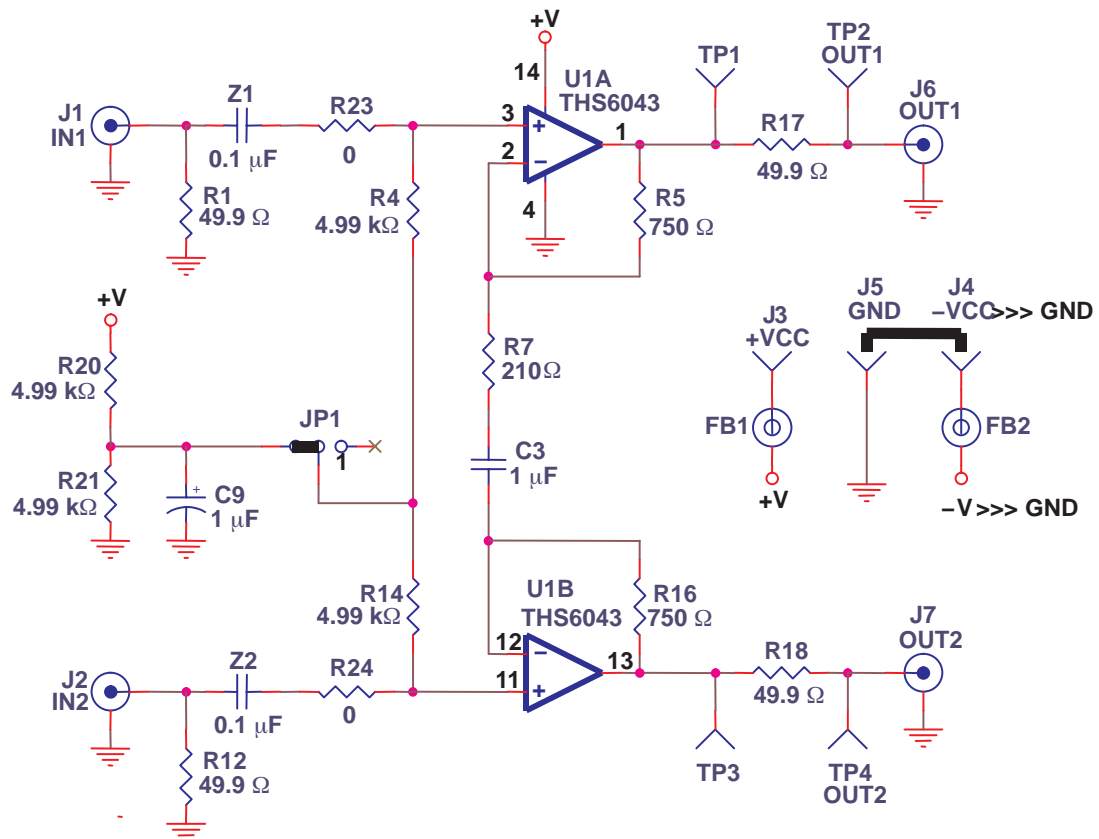 +V
14
U1A
THS6043
3
2
1
4
TP1
TP2
OUT1
J6
OUT1
R17
49.9 Ω
J1
IN1
Z1
0.1 μF
R23
0
R1
49.9 Ω
R4
4.99 kΩ
R5
750 Ω
+V
R20
4.99 kΩ
R21
4.99 kΩ
C9
+
1 μF
JP1
1
R7
210Ω
C3
1 μF
J3
+VCC
FB1
+V
J5
GND
J4
−VCC>>> GND
FB2
−V >>> GND
R14
4.99 kΩ
U1B
THS6043
12
11
13
R16
750 Ω
R18
49.9 Ω
J7
OUT2
J2
IN2
Z2
0.1 μF
R24
0
R12
49.9 Ω
TP3
TP4
OUT2